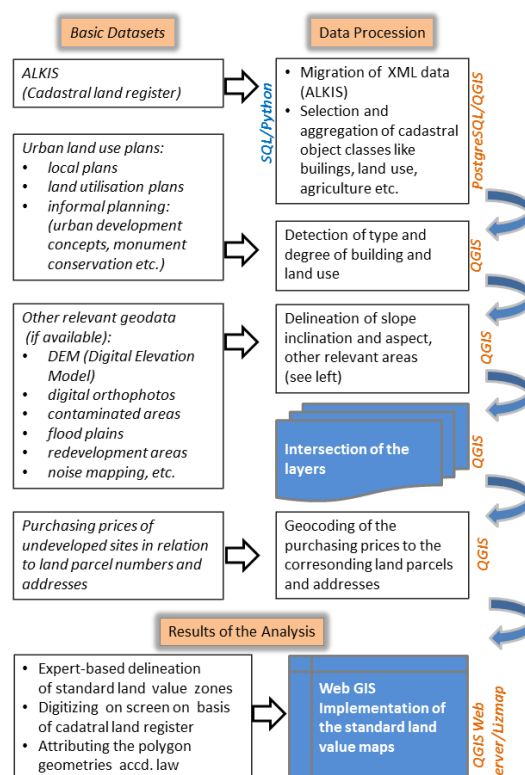 Basic Datasets
Data Procession
ALKIS
(Cadastral land register)
SQL/Python
• Migration of XML data
(ALKIS)
• Selection and
aggregation of cadastral
object classes like
builings, land use,
agriculture etc.
PostgreSQL/QGIS
Urban land use plans:
• local plans
• land utilisation plans
• informal planning:
(urban development
concepts, monument
conservation etc.)
Detection of type and
degree of building and
land use
QGIS
Other relevant geodata
(if available):
• DEM (Digital Elevation
Model)
• digital orthophotos
• contaminated areas
• flood plains
• redevelopment areas
• noise mapping, etc.
Delineation of slope
inclination and aspect,
other relevant areas
(see left)
QGIS
Intersection of the
layers
QGIS
Purchasing prices of
undeveloped sites in relation
to land parcel numbers and
addresses
Geocoding of the
purchasing prices to the
corresonding land parcels
and addresses
QGIS
Results of the Analysis
• Expert-based delineation
of standard land value zones
• Digitizing on screen on basis
of cadatral land register
• Attributing the polygon
geometries accd. law
Web GIS
Implementation of
the standard land
value maps
QGIS Web
erver/Lizmap